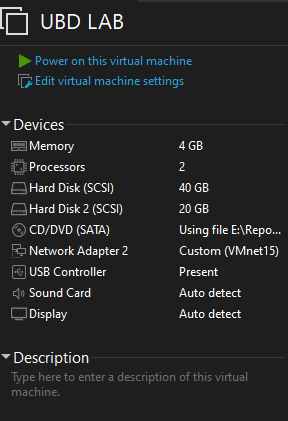 UBD LAB
Power on this virtual machine
Edit virtual machine settings
Devices
Memory 4 GB
Processors 2
Hard Disk (SCSI) 40 GB
Hard Disk 2 (SCSI) 20 GB
CD/DVD (SATA) Using file E:\Repo...
Network Adapter 2 Custom (VMnet15)
USB Controller Present
Sound Card Auto detect
Display Auto detect
Description
Type here to enter a description of this virtual
machine.